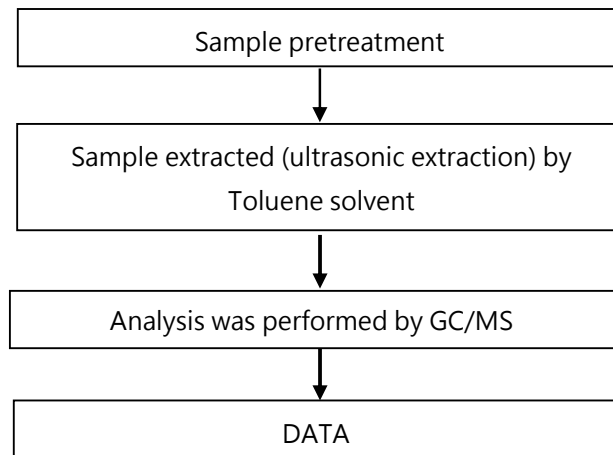 Sample pretreatment
Sample extracted (ultrasonic extraction) by
Toluene solvent
Analysis was performed by GC/MS
DATA